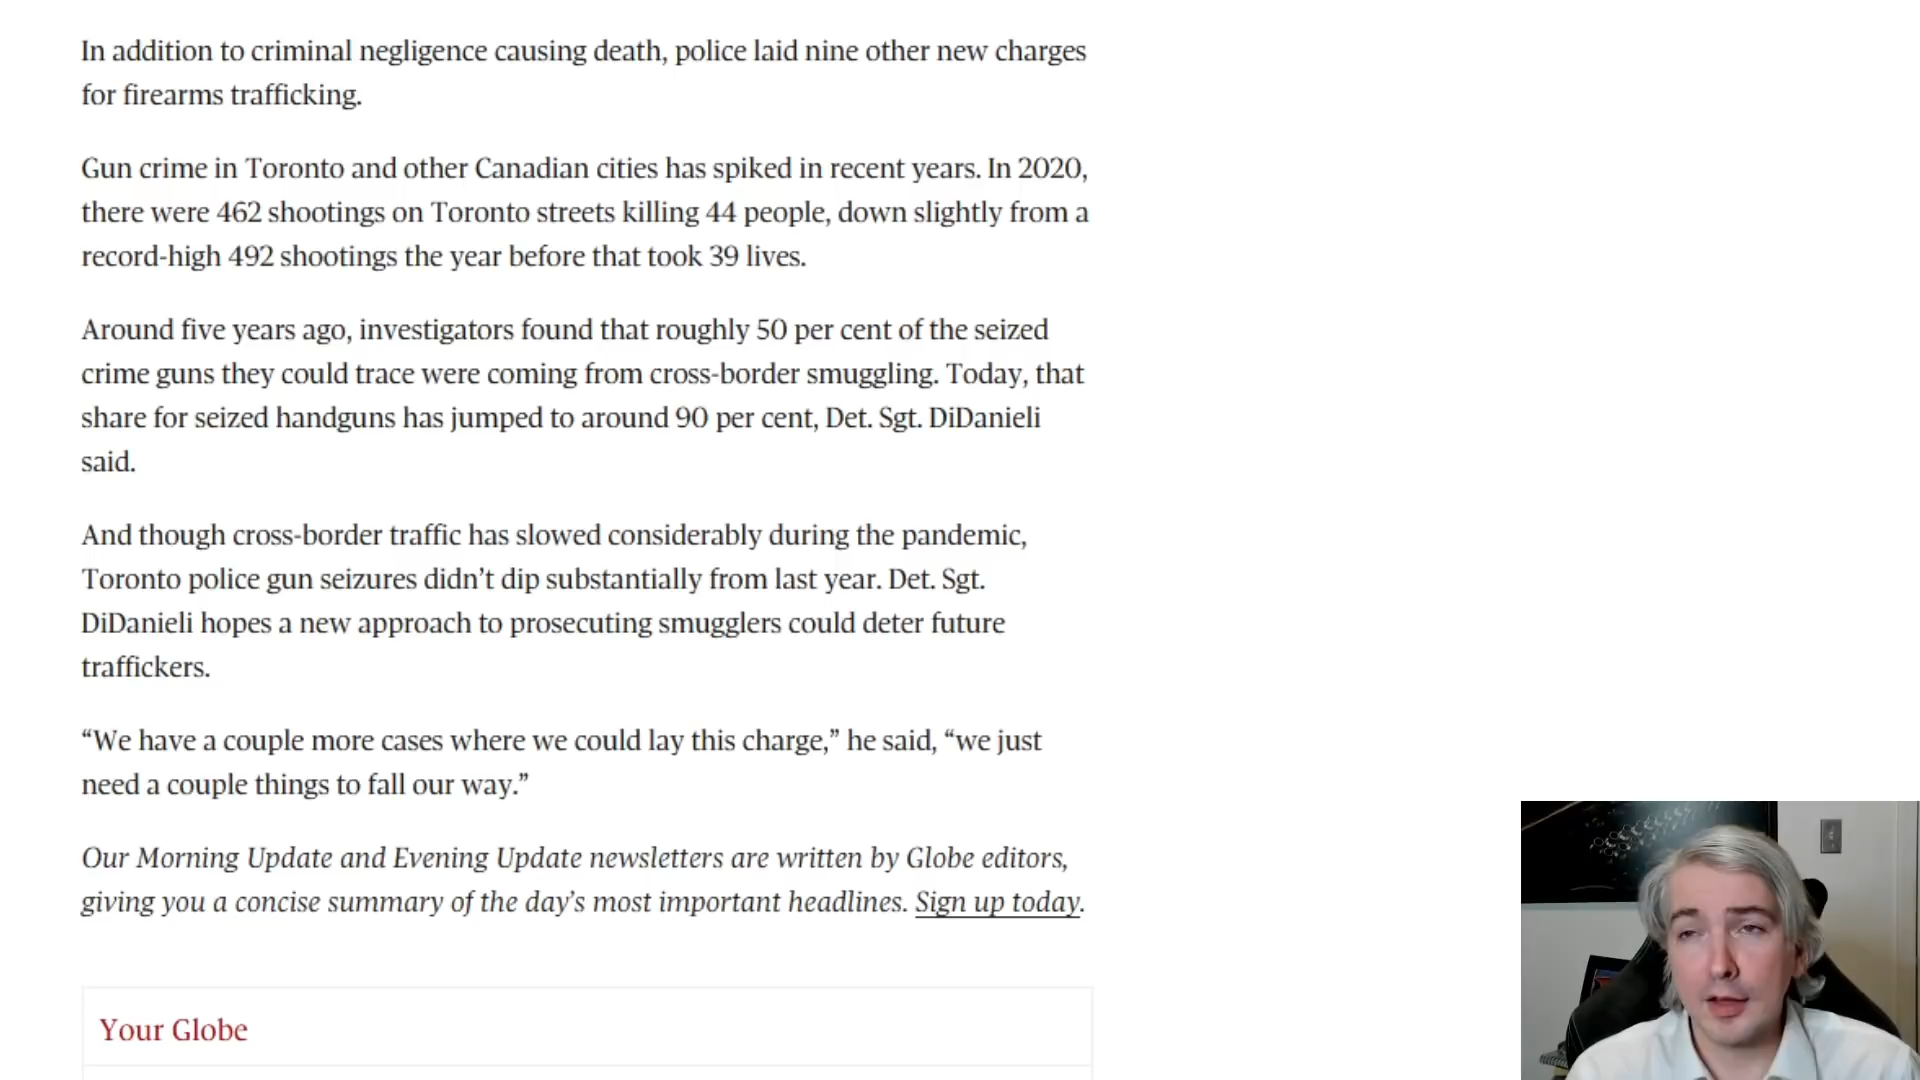 In addition to criminal negligence causing death, police laid nine other new charges
for firearms trafficking.
Gun crime in Toronto and other Canadian cities has spiked in recent years. In 2020,
there were 462 shootings on Toronto streets killing 44 people, down slightly from a
record-high 492 shootings the year before that took 39 lives.
Around five years ago, investigators found that roughly 50 per cent of the seized
crime guns they could trace were coming from cross-border smuggling. Today, that
share for seized handguns has jumped to around 90 per cent, Det. Sgt. DiDanieli
said.
And though cross-border traffic has slowed considerably during the pandemic,
Toronto police gun seizures didn’t dip substantially from last year. Det. Sgt.
DiDanieli hopes a new approach to prosecuting smugglers could deter future
traffickers.
“We have a couple more cases where we could lay this charge,” he said, “we just
need a couple things to fall our way.”
Our Morning Update and Evening Update newsletters are written by Globe editors,
giving you a concise summary of the day’s most important headlines. Sign up today.
Your Globe